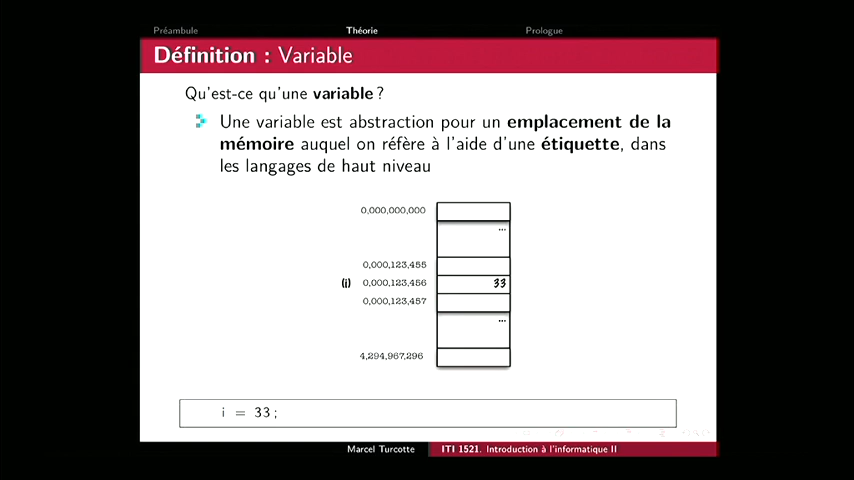 Préambule Théorie Prologue
Définition : Variable
Qu'est-ce qu'une variable ?
Une variable est abstraction pour un emplacement de la
mémoire auquel on réfère à l'aide d'une étiquette, dans
les langages de haut niveau
0,000,000,000
...
0,000,123,455
(i) 0,000,123,456 33
0,000,123,457
...
4,294,967,296
i = 33;
Marcel Turcotte ITI 1521. Introduction à l'informatique II